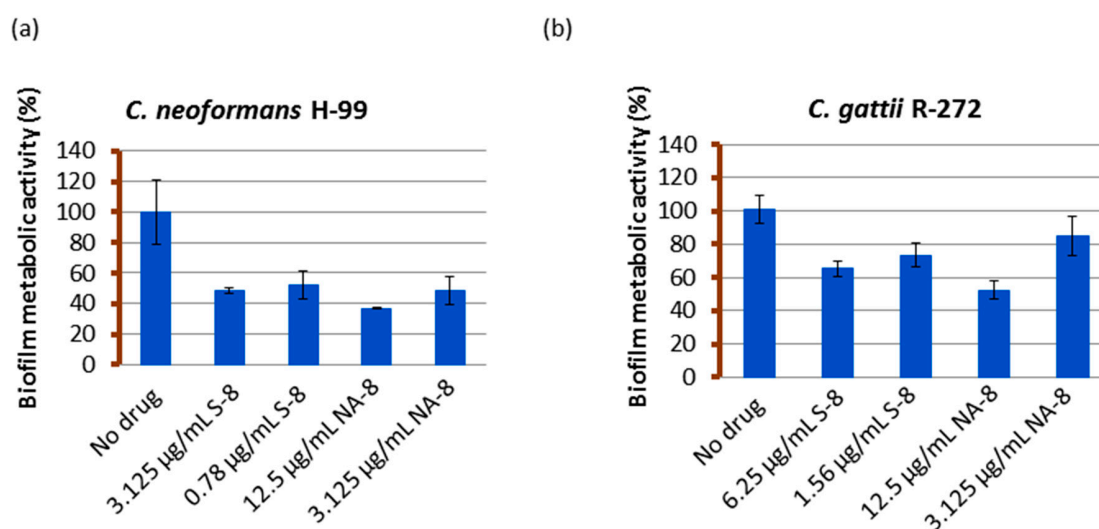 (a)
C. neoformans H-99
Biofilm metabolic activity (%)
140
120
100
80
60
40
20
0
No drug
3.125 µg/mL S-8
0.78 µg/mL S-8
12.5 µg/mL NA-8
3.125 µg/mL NA-8
(b)
C. gattii R-272
Biofilm metabolic activity (%)
140
120
100
80
60
40
20
0
No drug
6.25 µg/mL S-8
1.56 µg/mL S-8
12.5 µg/mL NA-8
3.125 µg/mL NA-8